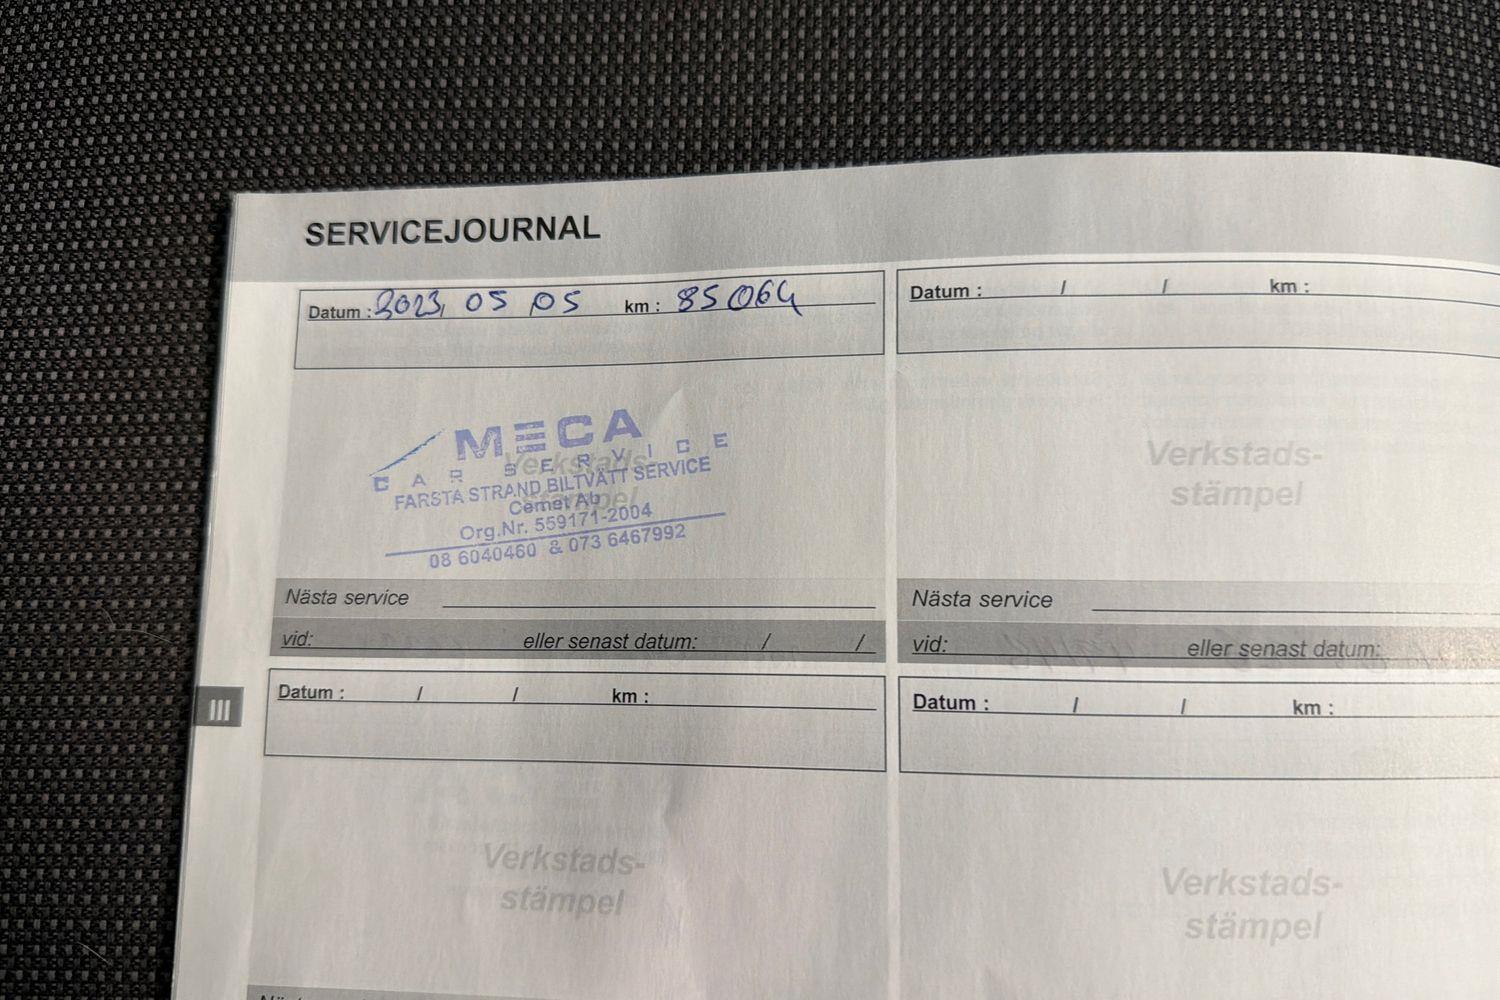 SERVICEJOURNAL
Datum : 2023 05 05 km : 85064
MECA
CAR SERVICE
Verkstads-
stämpel
FARSTA STRAND BILTVÄTT SERVICE
Cemet Ab
Org.Nr. 559171-2004
08 6040460 & 073 6467992
Nästa service
vid: eller senast datum: / /
Datum : / / km :
Verkstads-
stämpel
Nästa service
vid: eller senast datum:
III
Datum : / / km :
Verkstads-
stämpel
Datum : / / km :
Verkstads-
stämpel